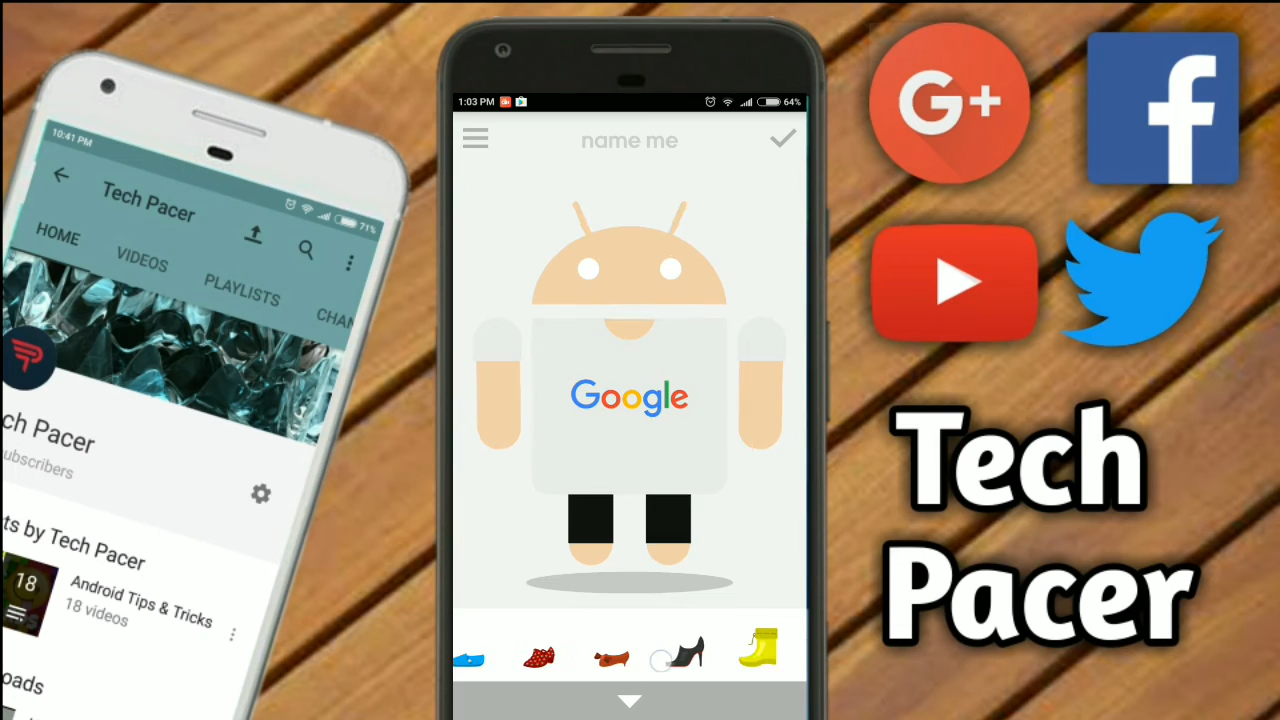 10:41 PM
71%
Tech Pacer
HOME
VIDEOS
PLAYLISTS
CHAN
ch Pacer
ubscribers
ts by Tech Pacer
18
Android Tips & Tricks
18 videos
oads
1:03 PM
64%
name me
Google
G+
f
Tech
Pacer